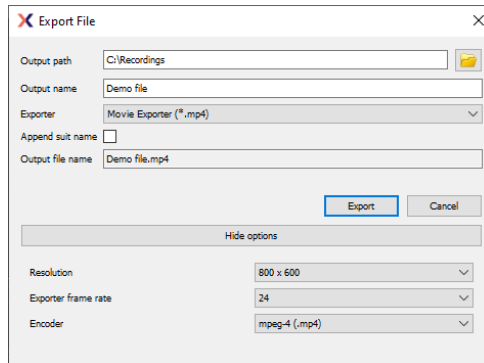 Export File
Output path C:\Recordings
Output name Demo file
Exporter Movie Exporter (*.mp4)
Append suit name
Output file name Demo file.mp4
Export Cancel
Hide options
Resolution 800 x 600
Exporter frame rate 24
Encoder mpeg-4 (.mp4)